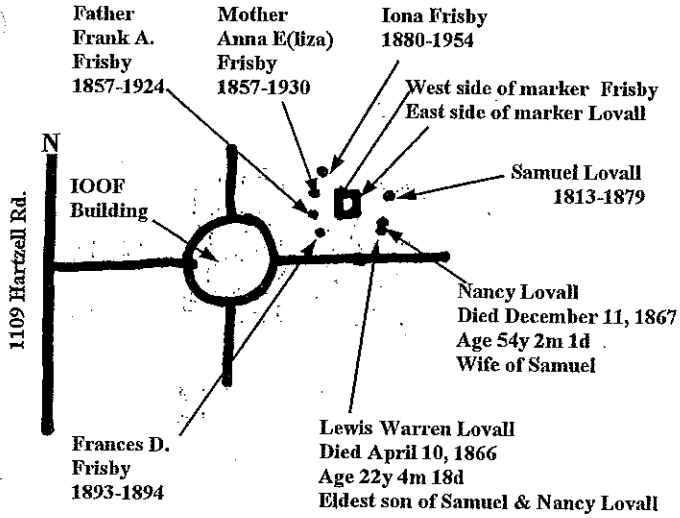 Father
Frank A.
Frisby
1857-1924
Mother
Anna E(liza)
Frisby
1857-1930
Iona Frisby
1880-1954
West side of marker Frisby
East side of marker Lovall
N
IOOF
Building
Samuel Lovall
1813-1879
1109 Hartzell Rd.
Nancy Lovall
Died December 11, 1867
Age 54y 2m 1d
Wife of Samuel
Frances D.
Frisby
1893-1894
Lewis Warren Lovall
Died April 10, 1866
Age 22y 4m 18d
Eldest son of Samuel & Nancy Lovall